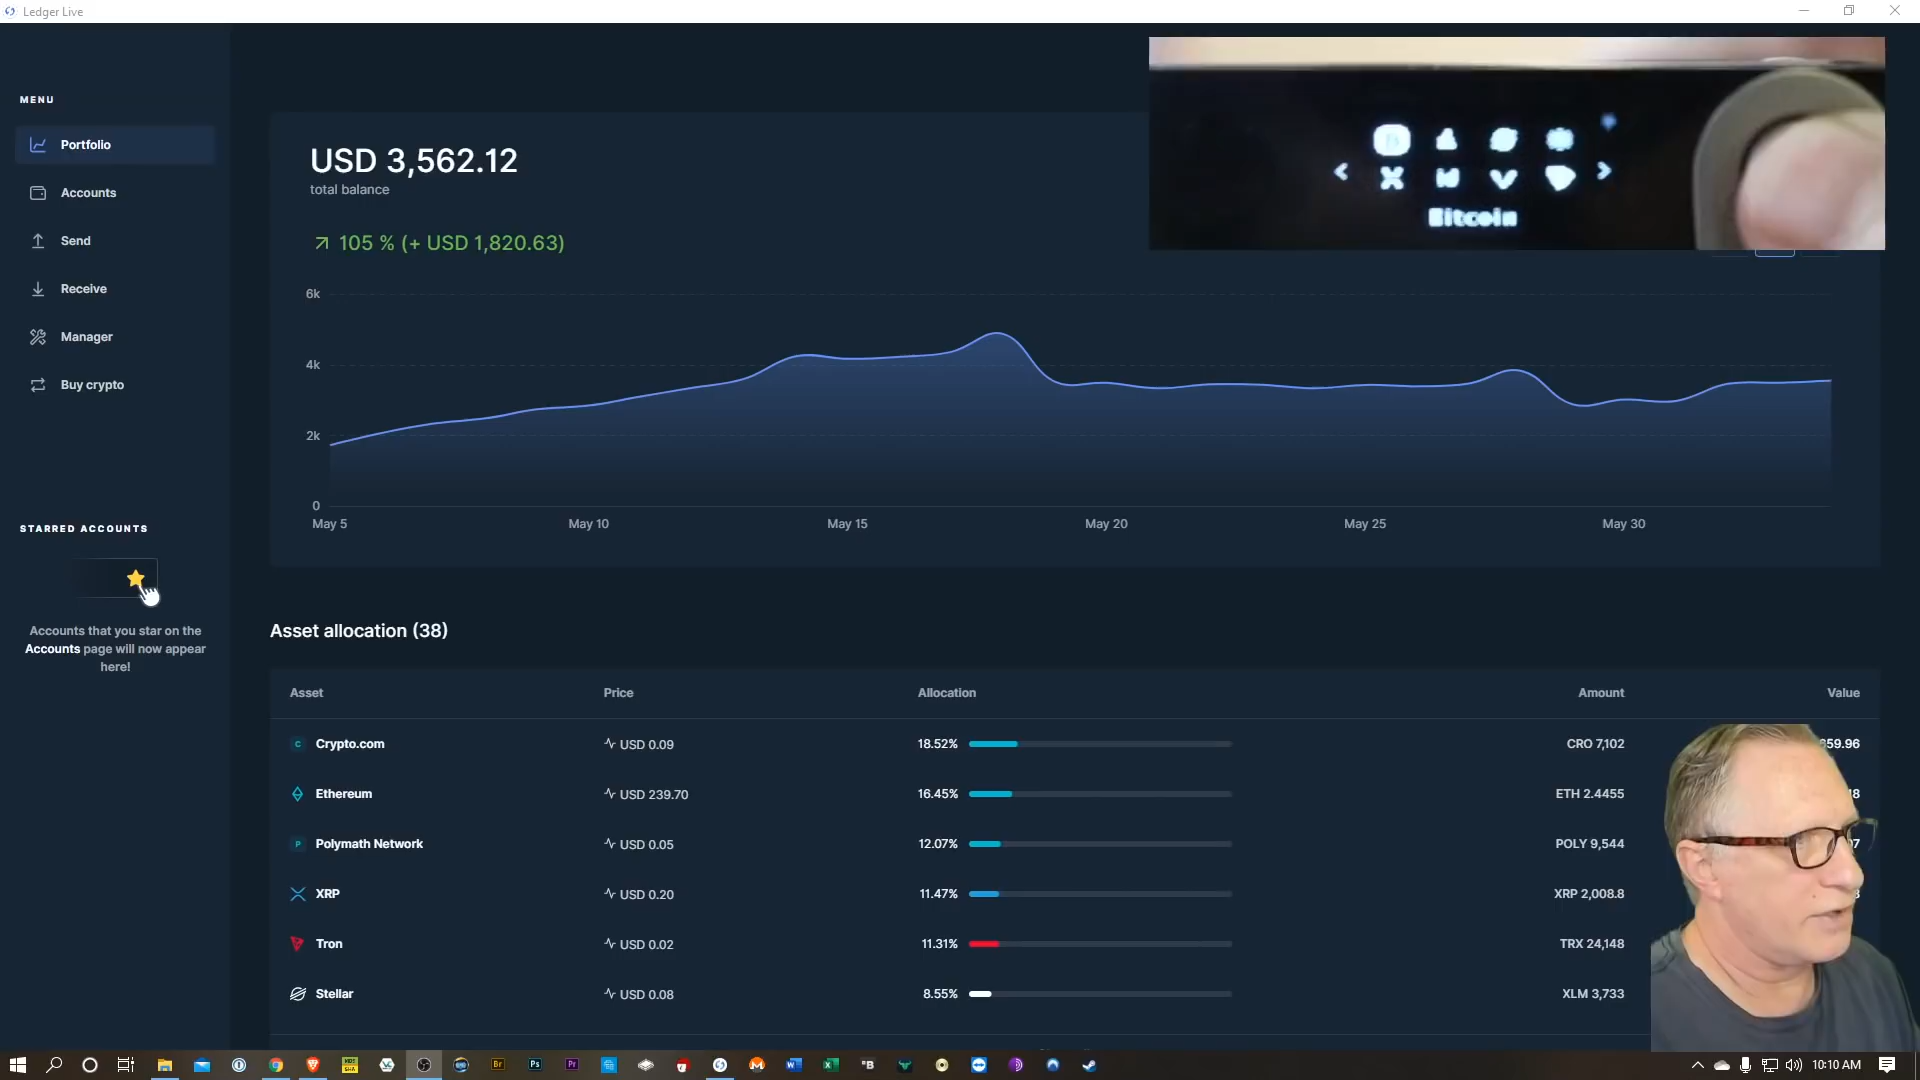 Ledger Live
MENU
Portfolio
Accounts
Send
Receive
Manager
Buy crypto
STARRED ACCOUNTS
Accounts that you star on the
Accounts page will now appear
here!
USD 3,562.12
total balance
105 % (+ USD 1,820.63)
Bitcoin
6k
4k
2k
0
May 5 May 10 May 15 May 20 May 25 May 30
Asset allocation (38)
Asset Price Allocation Amount Value
Crypto.com USD 0.09 18.52% CRO 7,102
Ethereum USD 239.70 16.45% ETH 2.4455
Polymath Network USD 0.05 12.07% POLY 9,544
XRP USD 0.20 11.47% XRP 2,008.8
Tron USD 0.02 11.31% TRX 24,148
Stellar USD 0.08 8.55% XLM 3,733
10:10 AM